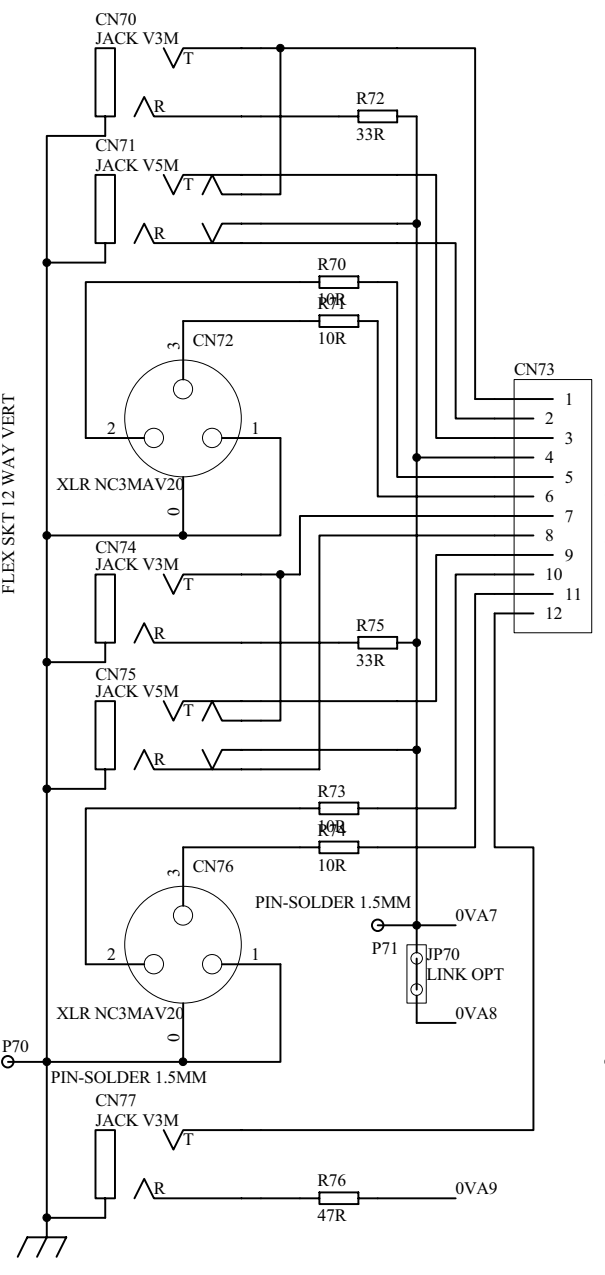 CN70
JACK V3M
T
R
R72
33R
CN71
JACK V5M
T
R
R70
10R
R71
10R
3
CN72
2
1
XLR NC3MAV20
0
FLEX SKT 12 WAY VERT
CN73
1
2
3
4
5
6
7
8
9
10
11
12
CN74
JACK V3M
T
R
R75
33R
CN75
JACK V5M
T
R
R73
10R
R74
10R
3
CN76
2
1
XLR NC3MAV20
0
PIN-SOLDER 1.5MM
0VA7
P71
JP70
LINK OPT
0VA8
P70
PIN-SOLDER 1.5MM
CN77
JACK V3M
T
R
R76
47R
0VA9